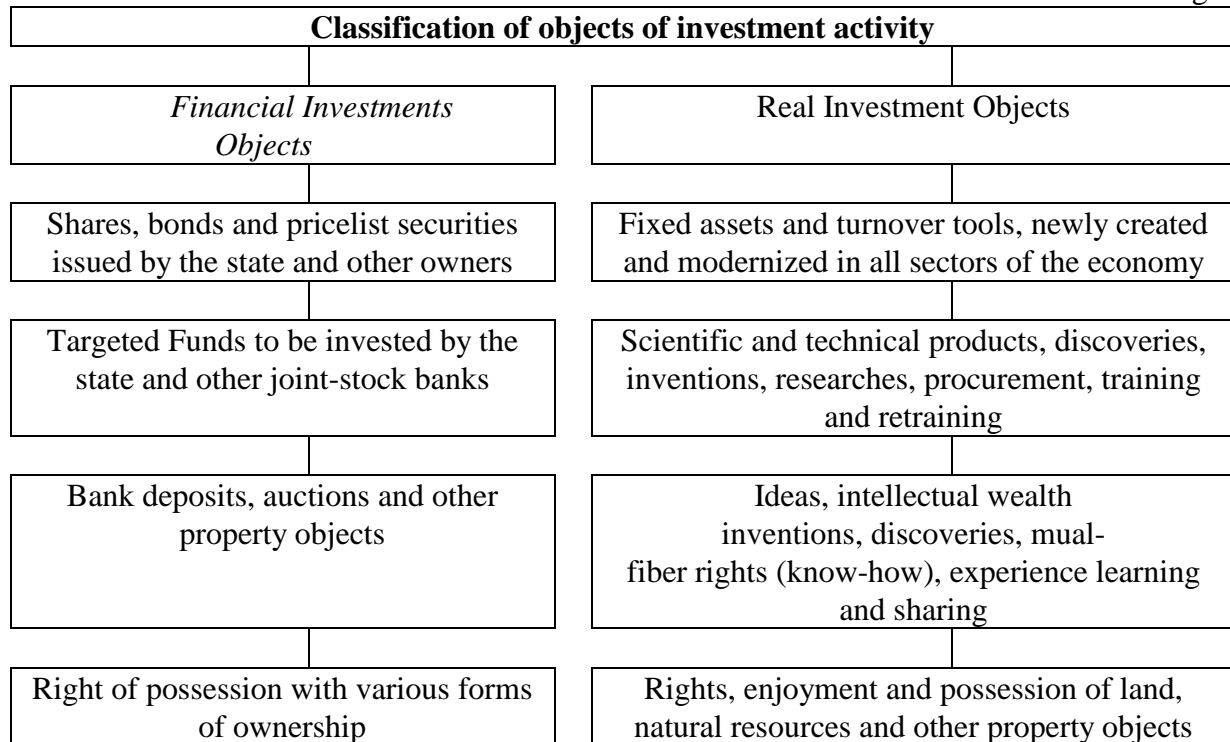 Classification of objects of investment activity
Financial Investments
Objects
Real Investment Objects
Shares, bonds and pricelist securities
issued by the state and other owners
Fixed assets and turnover tools, newly created
and modernized in all sectors of the economy
Targeted Funds to be invested by the
state and other joint-stock banks
Scientific and technical products, discoveries,
inventions, researches, procurement, training
and retraining
Bank deposits, auctions and other
property objects
Ideas, intellectual wealth
inventions, discoveries, mual-
fiber rights (know-how), experience learning
and sharing
Right of possession with various forms
of ownership
Rights, enjoyment and possession of land,
natural resources and other property objects